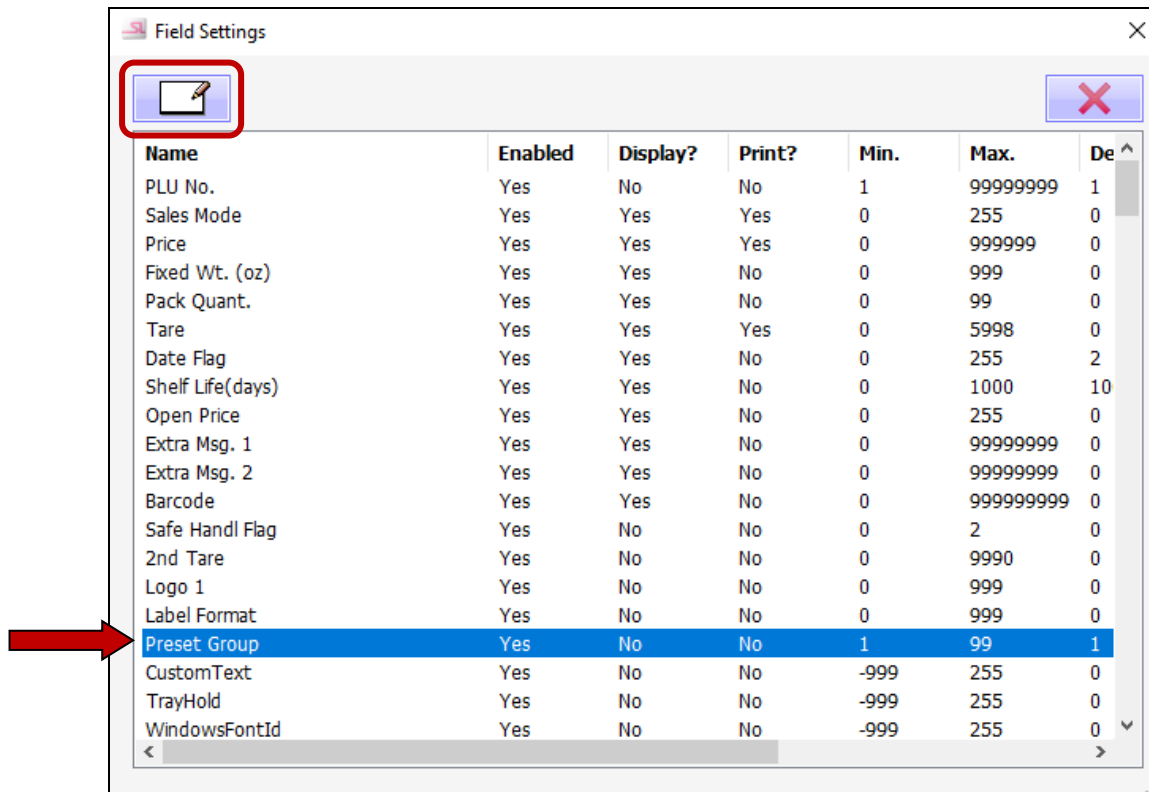 SL Field Settings
Name Enabled Display? Print? Min. Max. De
PLU No. Yes No No 1 99999999 1
Sales Mode Yes Yes Yes 0 255 0
Price Yes Yes Yes 0 999999 0
Fixed Wt. (oz) Yes Yes No 0 999 0
Pack Quant. Yes Yes No 0 99 0
Tare Yes Yes Yes 0 5998 0
Date Flag Yes Yes No 0 255 2
Shelf Life(days) Yes Yes No 0 1000 10
Open Price Yes Yes No 0 255 0
Extra Msg. 1 Yes Yes No 0 99999999 0
Extra Msg. 2 Yes Yes No 0 99999999 0
Barcode Yes Yes No 0 999999999 0
Safe Handl Flag Yes No No 0 2 0
2nd Tare Yes No No 0 9990 0
Logo 1 Yes No No 0 999 0
Label Format Yes No No 0 999 0
Preset Group Yes No No 1 99 1
CustomText Yes No No -999 255 0
TrayHold Yes No No -999 255 0
WindowsFontId Yes No No -999 255 0